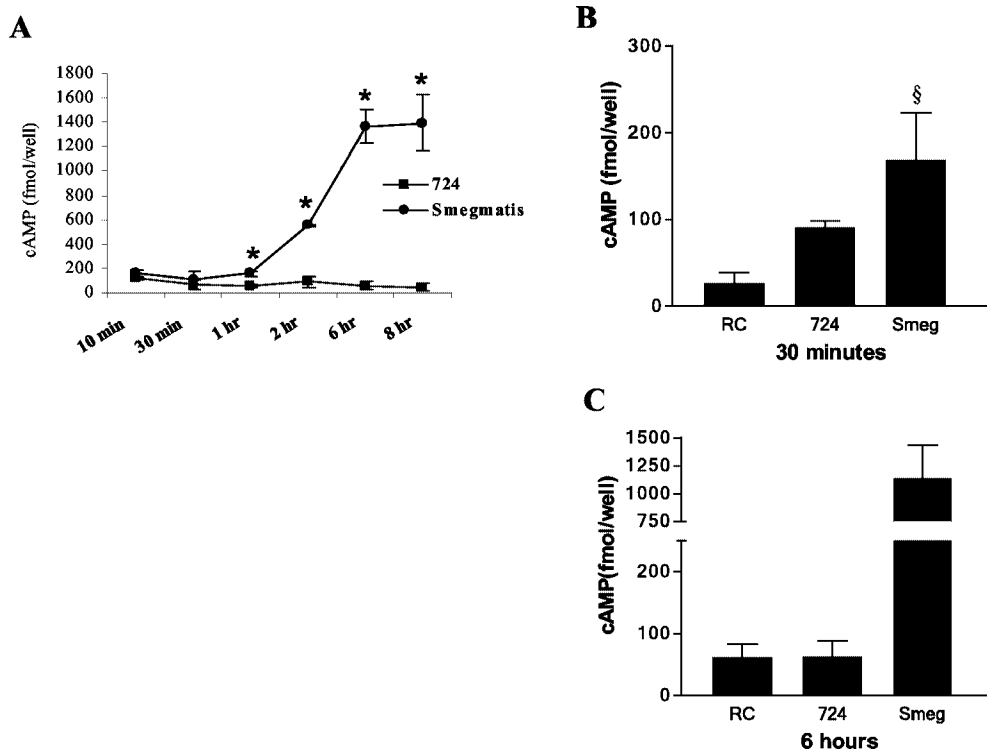 A
cAMP (fmol/well)
1800
1600
1400
1200
1000
800
600
400
200
0
*
*
*
*
724
Smegmatis
10 min
30 min
1 hr
2 hr
6 hr
8 hr
B
cAMP (fmol/well)
300
200
100
0
§
RC 724 Smeg
30 minutes
C
cAMP(fmol/well)
1500
1250
1000
750
200
100
0
RC 724 Smeg
6 hours